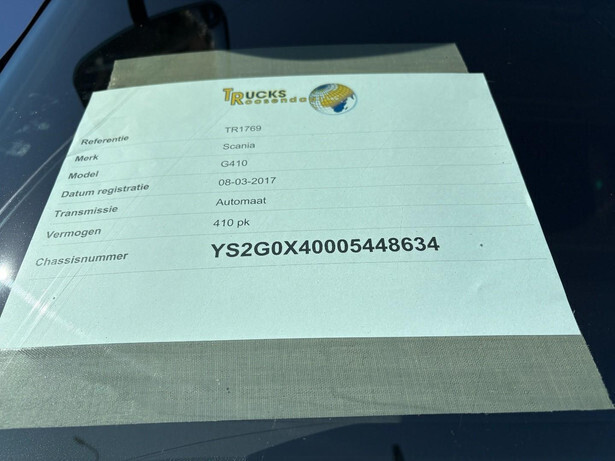 TRUCKS
Roosendaal
Referentie TR1769
Merk Scania
Model G410
Datum registratie 08-03-2017
Transmissie Automaat
Vermogen 410 pk
Chassisnummer YS2G0X40005448634